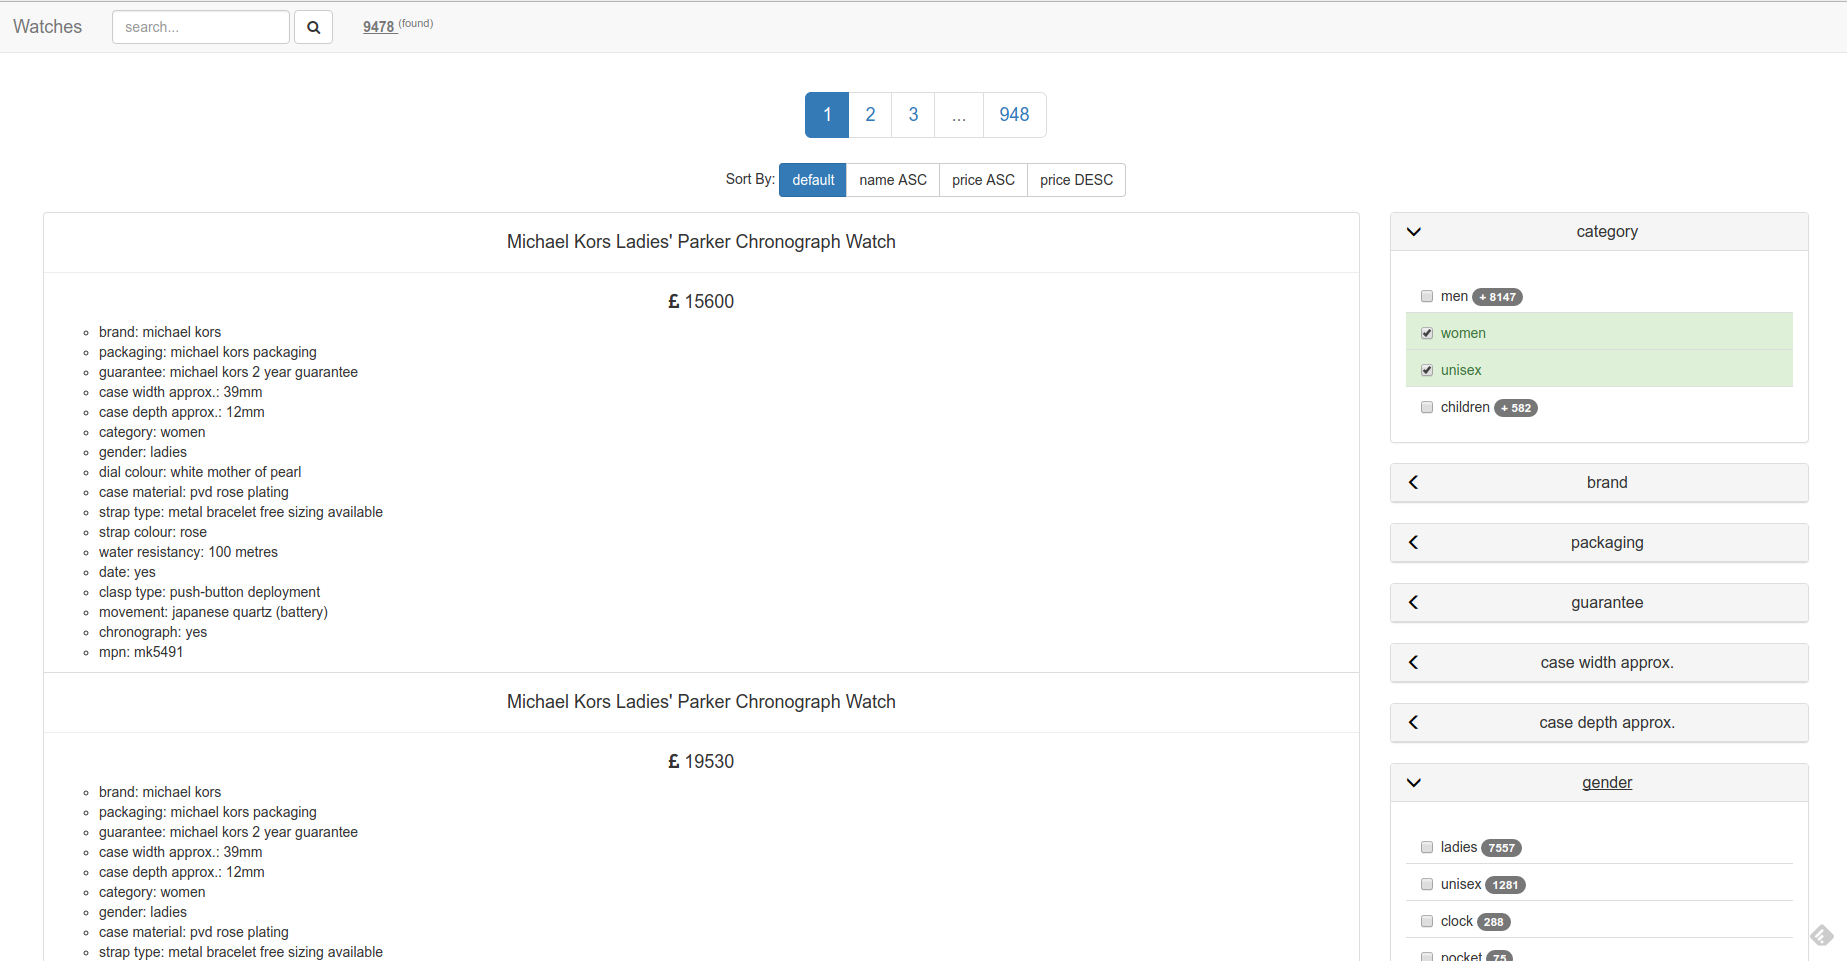 Watches search... 9478 (found)
1 2 3 ... 948
Sort By: default name ASC price ASC price DESC
Michael Kors Ladies' Parker Chronograph Watch
£ 15600
brand: michael kors
packaging: michael kors packaging
guarantee: michael kors 2 year guarantee
case width approx.: 39mm
case depth approx.: 12mm
category: women
gender: ladies
dial colour: white mother of pearl
case material: pvd rose plating
strap type: metal bracelet free sizing available
strap colour: rose
water resistancy: 100 metres
date: yes
clasp type: push-button deployment
movement: japanese quartz (battery)
chronograph: yes
mpn: mk5491
Michael Kors Ladies' Parker Chronograph Watch
£ 19530
brand: michael kors
packaging: michael kors packaging
guarantee: michael kors 2 year guarantee
case width approx.: 39mm
case depth approx.: 12mm
category: women
gender: ladies
case material: pvd rose plating
strap type: metal bracelet free sizing available
category
men + 8147
women
unisex
children + 582
brand
packaging
guarantee
case width approx.
case depth approx.
gender
ladies 7557
unisex 1281
clock 288
pocket 75